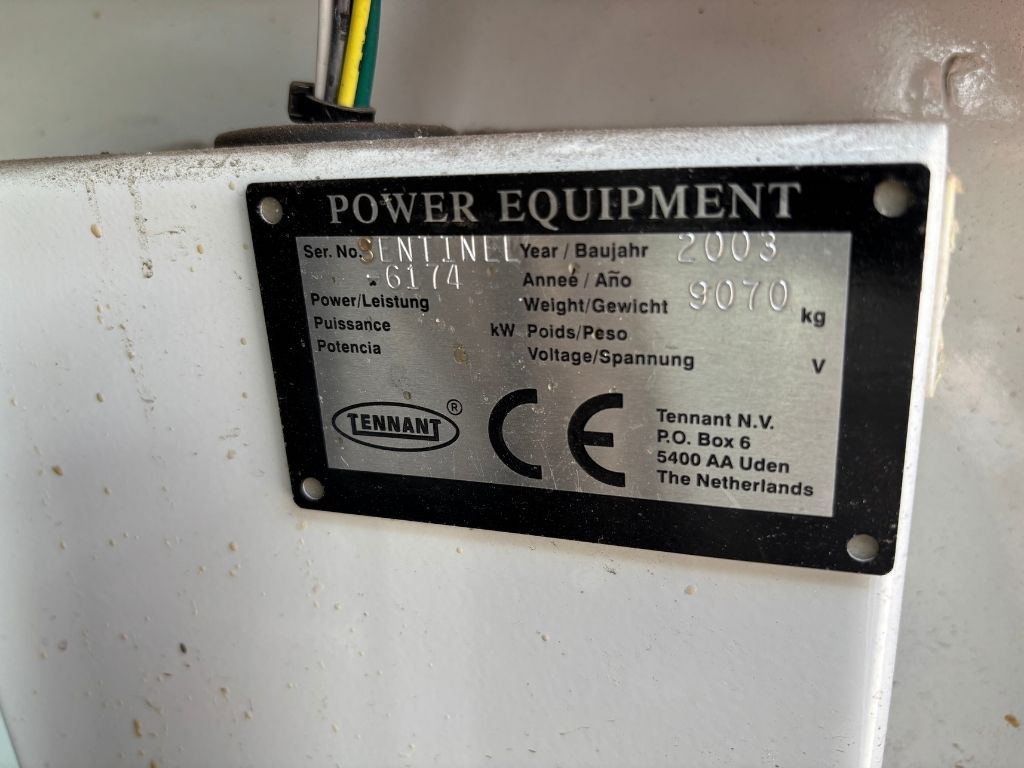 POWER EQUIPMENT
Ser. No. SENTINEL Year / Baujahr 2003
-6174 Anneé / Año
Power/Leistung Weight/Gewicht 9070 kg
Puissance kW Poids/Peso
Potencia Voltage/Spannung V
TENNANT ® CE
Tennant N.V.
P.O. Box 6
5400 AA Uden
The Netherlands